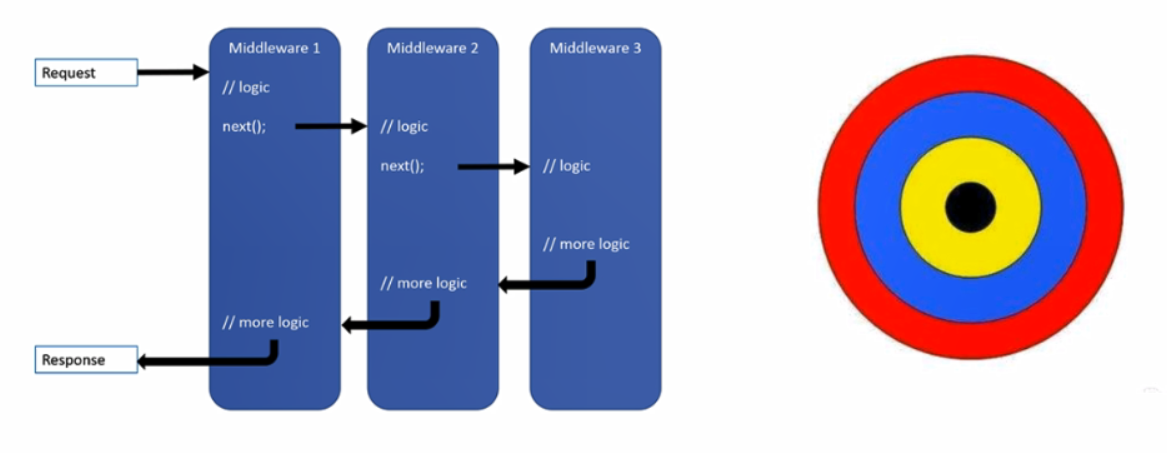 Request
Middleware 1
// logic
next();
// more logic
Middleware 2
// logic
next();
// more logic
Middleware 3
// logic
// more logic
Response